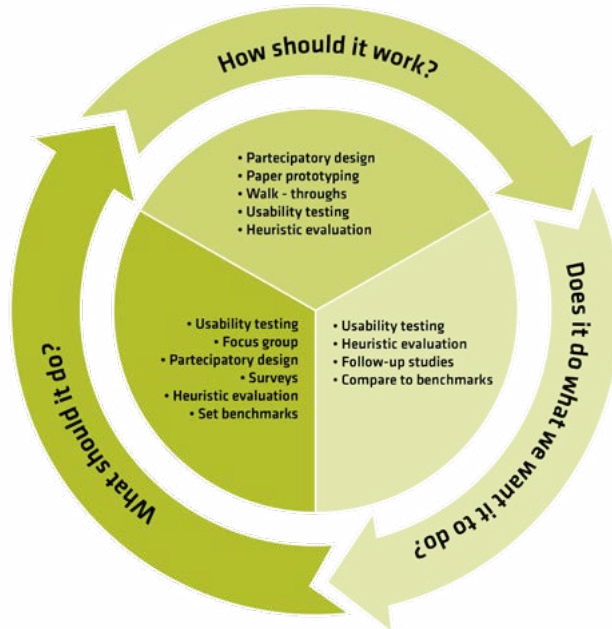 How should it work?
• Partecipatory design
• Paper prototyping
• Walk - throughs
• Usability testing
• Heuristic evaluation
Does it do what we want it to do?
• Usability testing
• Heuristic evaluation
• Follow-up studies
• Compare to benchmarks
What should it do?
• Usability testing
• Focus group
• Partecipatory design
• Surveys
• Heuristic evaluation
• Set benchmarks